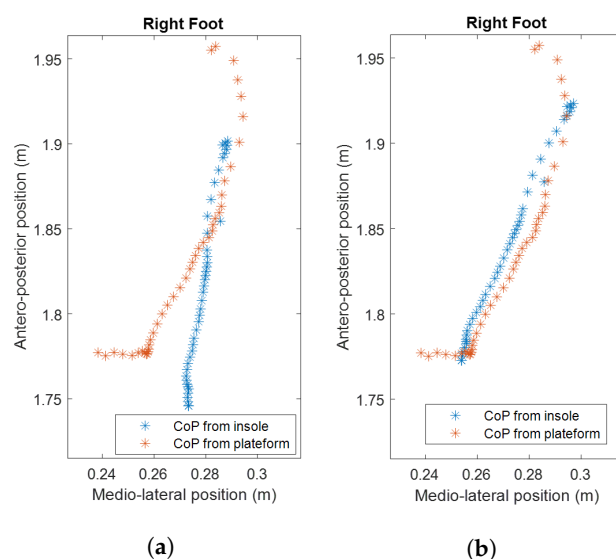 Right Foot
1.95
1.9
1.85
1.8
1.75
Antero-posterior position (m)
CoP from insole
CoP from plateform
0.24
0.26
0.28
0.3
Medio-lateral position (m)
(a)
Right Foot
1.95
1.9
1.85
1.8
1.75
Antero-posterior position (m)
CoP from insole
CoP from plateform
0.24
0.26
0.28
0.3
Medio-lateral position (m)
(b)